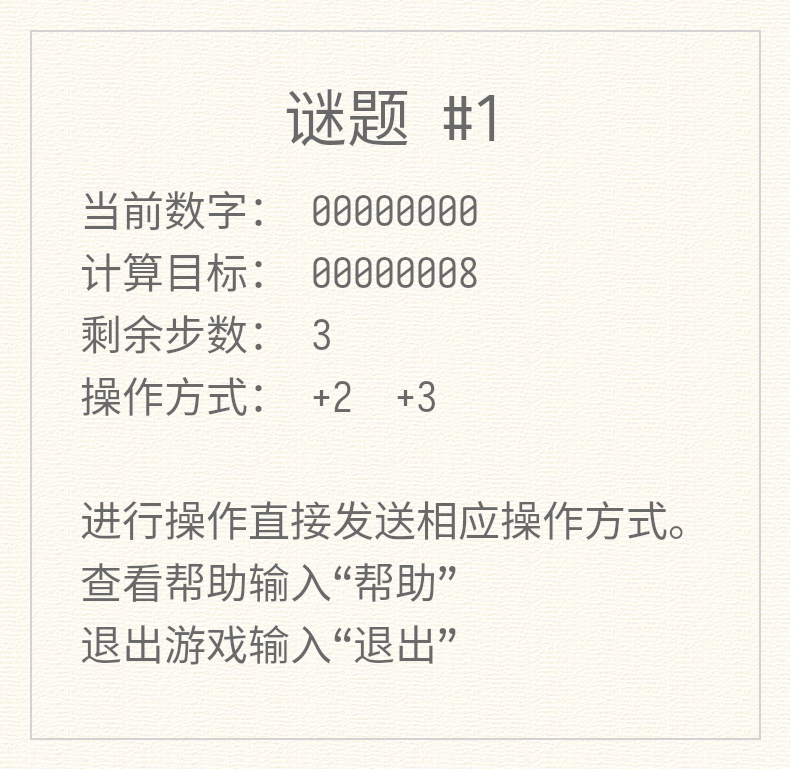 谜题 #1
当前数字： 00000000
计算目标： 00000008
剩余步数： 3
操作方式： +2 +3
进行操作直接发送相应操作方式。
查看帮助输入“帮助”
退出游戏输入“退出”